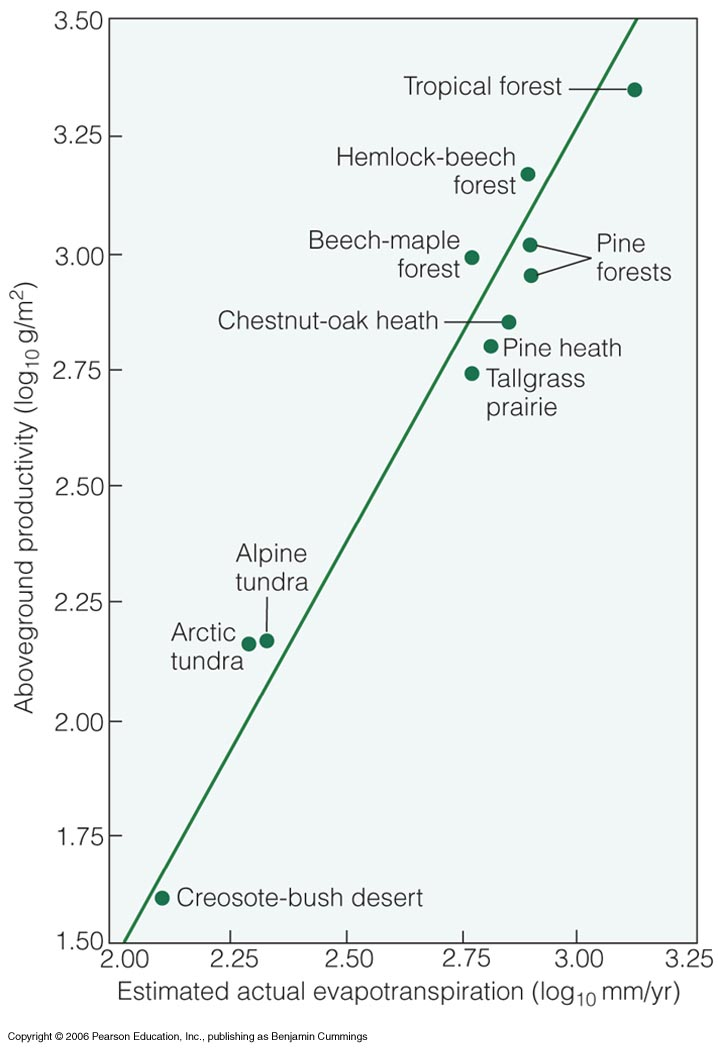 3.50
Tropical forest
3.25
Hemlock-beech
forest
Beech-maple
forest
3.00
Pine
forests
Chestnut-oak heath
Pine heath
2.75
Tallgrass
prairie
2.50
Alpine
tundra
2.25
Arctic
tundra
2.00
1.75
Creosote-bush desert
1.50
Aboveground productivity (log10 g/m2)
2.00 2.25 2.50 2.75 3.00 3.25
Estimated actual evapotranspiration (log10 mm/yr)
Copyright © 2006 Pearson Education, Inc., publishing as Benjamin Cummings